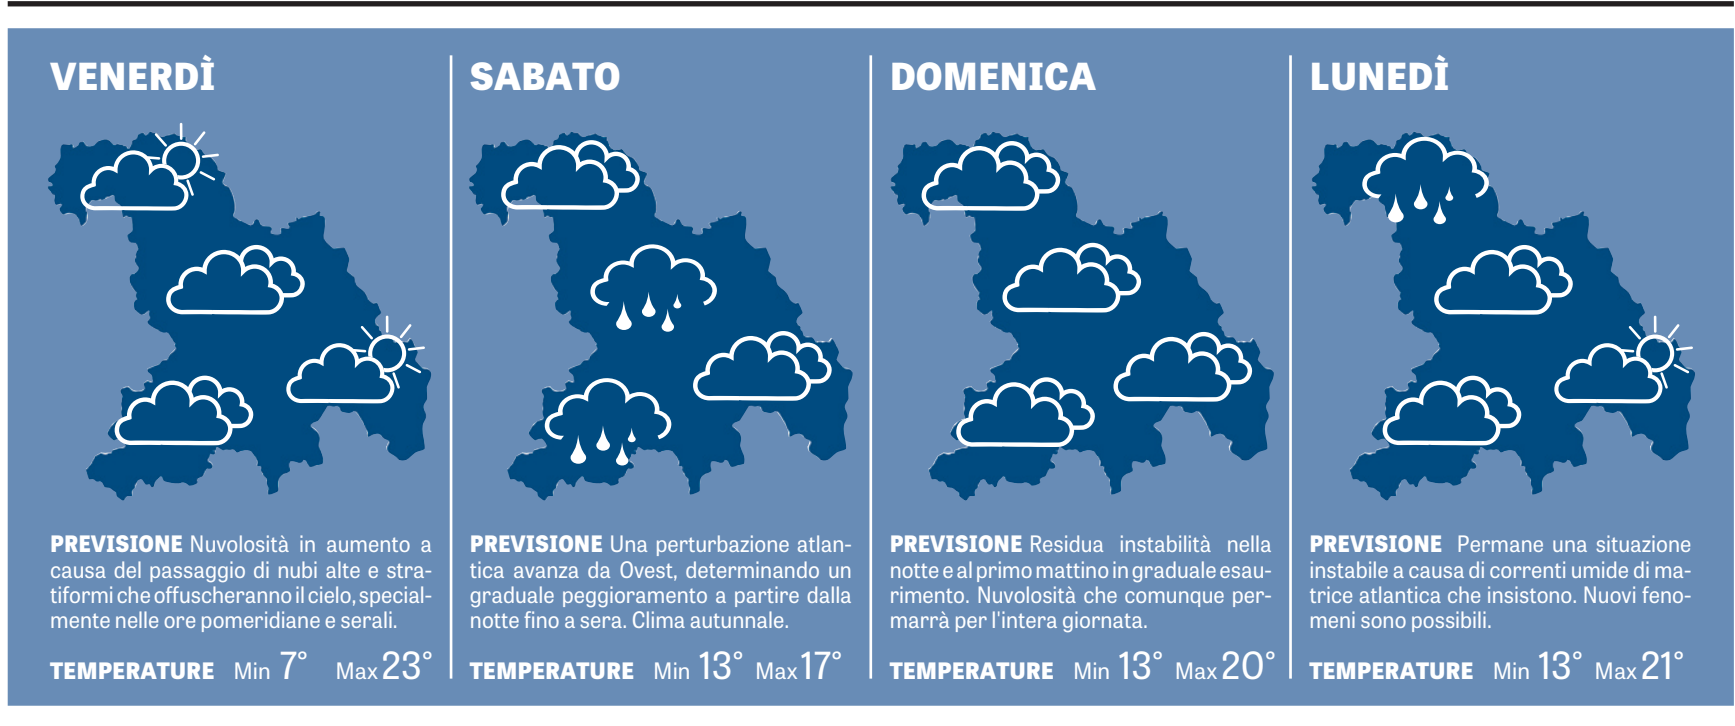 VENERDÌ
PREVISIONE Nuvolosità in aumento a
causa del passaggio di nubi alte e stra-
tiformi che offuscheranno il cielo, special-
mente nelle ore pomeridiane e serali.
TEMPERATURE Min 7° Max 23°
SABATO
PREVISIONE Una perturbazione atlan-
tica avanza da Ovest, determinando un
graduale peggioramento a partire dalla
notte fino a sera. Clima autunnale.
TEMPERATURE Min 13° Max 17°
DOMENICA
PREVISIONE Residua instabilità nella
notte e al primo mattino in graduale esau-
rimento. Nuvolosità che comunque per-
marrà per l'intera giornata.
TEMPERATURE Min 13° Max 20°
LUNEDÌ
PREVISIONE Permane una situazione
instabile a causa di correnti umide di ma-
trice atlantica che insistono. Nuovi feno-
meni sono possibili.
TEMPERATURE Min 13° Max 21°